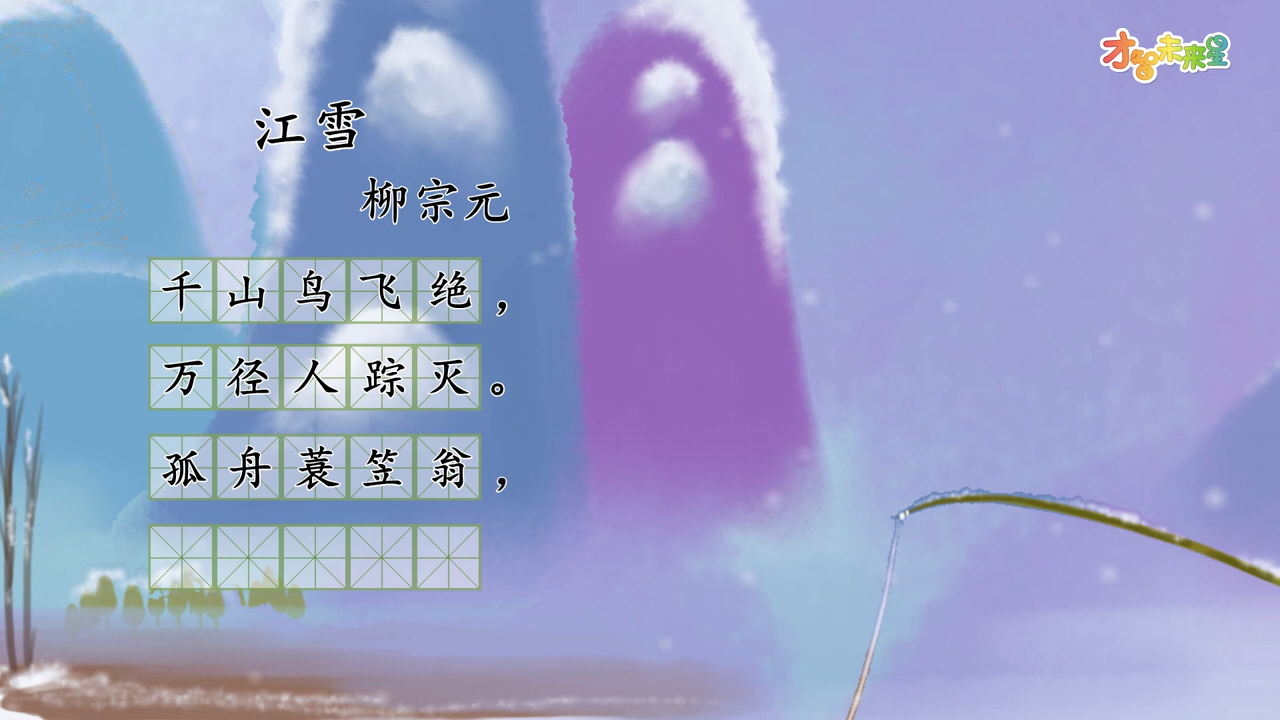 才智未来星
江雪
柳宗元
千山鸟飞绝，
万径人踪灭。
孤舟蓑笠翁，